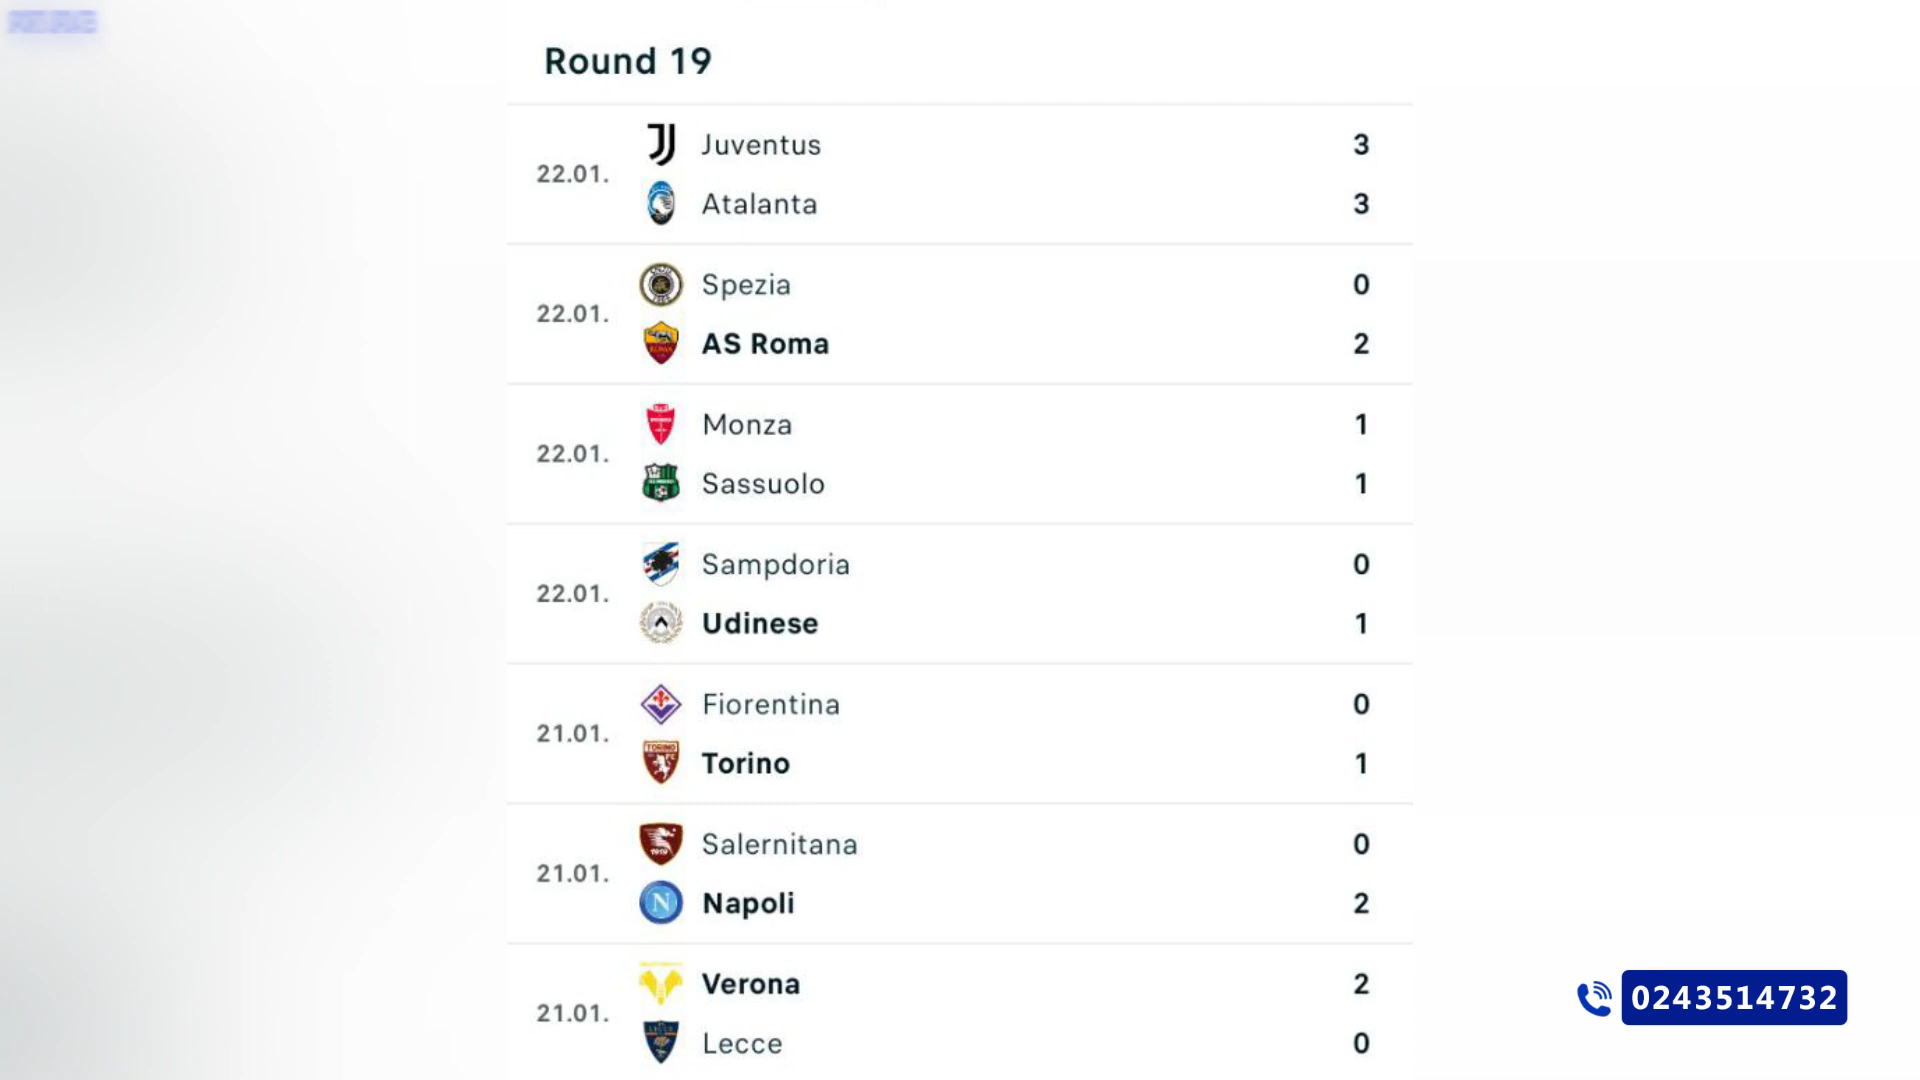 Round 19
22.01.
Juventus 3
Atalanta 3
22.01.
Spezia 0
AS Roma 2
22.01.
Monza 1
Sassuolo 1
22.01.
Sampdoria 0
Udinese 1
21.01.
Fiorentina 0
Torino 1
21.01.
Salernitana 0
Napoli 2
21.01.
Verona 2
Lecce 0
0243514732